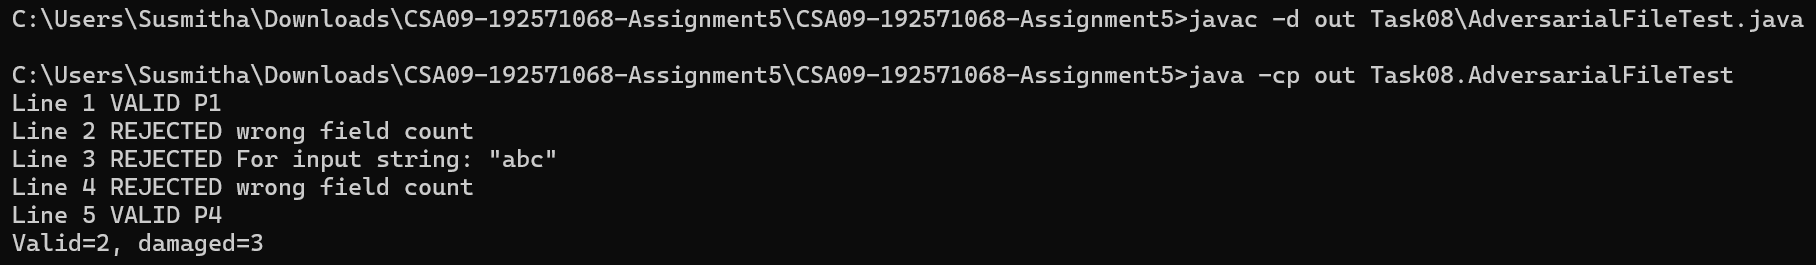 C:\Users\Susmitha\Downloads\CSA09-192571068-Assignment5\CSA09-192571068-Assignment5>javac -d out Task08\AdversarialFileTest.java
C:\Users\Susmitha\Downloads\CSA09-192571068-Assignment5\CSA09-192571068-Assignment5>java -cp out Task08.AdversarialFileTest
Line 1 VALID P1
Line 2 REJECTED wrong field count
Line 3 REJECTED For input string: "abc"
Line 4 REJECTED wrong field count
Line 5 VALID P4
Valid=2, damaged=3